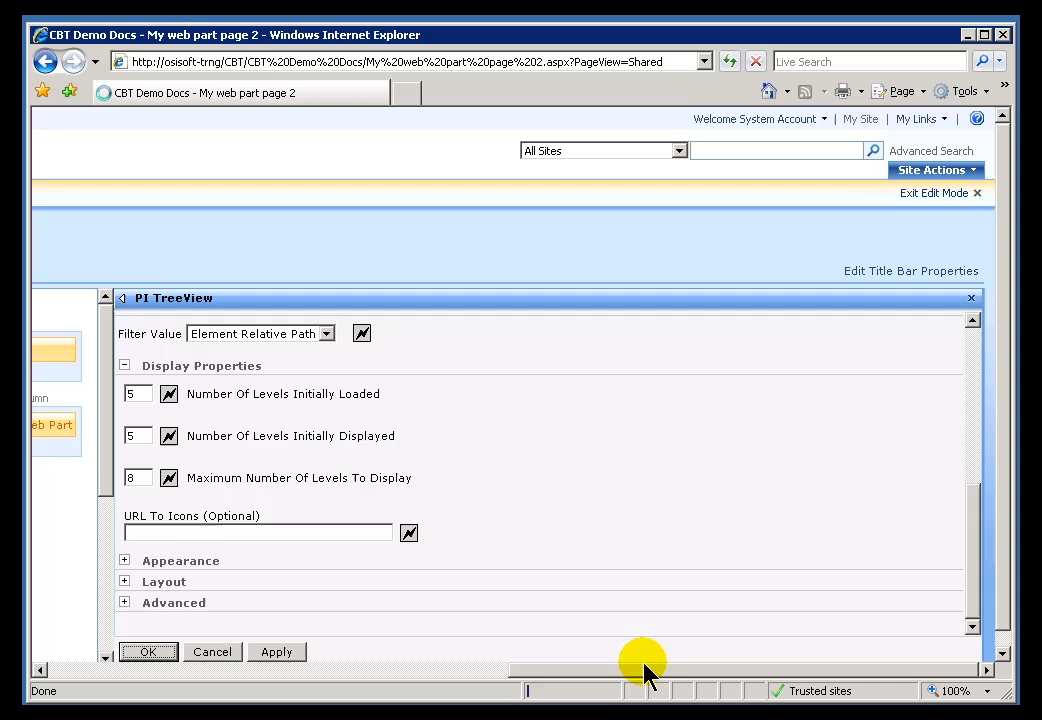 CBT Demo Docs - My web part page 2 - Windows Internet Explorer
http://osisoft-trng/CBT/CBT%20Demo%20Docs/My%20web%20part%20page%202.aspx?PageView=Shared
Live Search
CBT Demo Docs - My web part page 2
Page
Tools
»
Welcome System Account
|
My Site
|
My Links
|
All Sites
Advanced Search
Site Actions
Exit Edit Mode ×
Edit Title Bar Properties
PI TreeView
Filter Value Element Relative Path
Display Properties
5 Number Of Levels Initially Loaded
umn
eb Part
5 Number Of Levels Initially Displayed
8 Maximum Number Of Levels To Display
URL To Icons (Optional)
Appearance
Layout
Advanced
OK Cancel Apply
Done
Trusted sites
100%